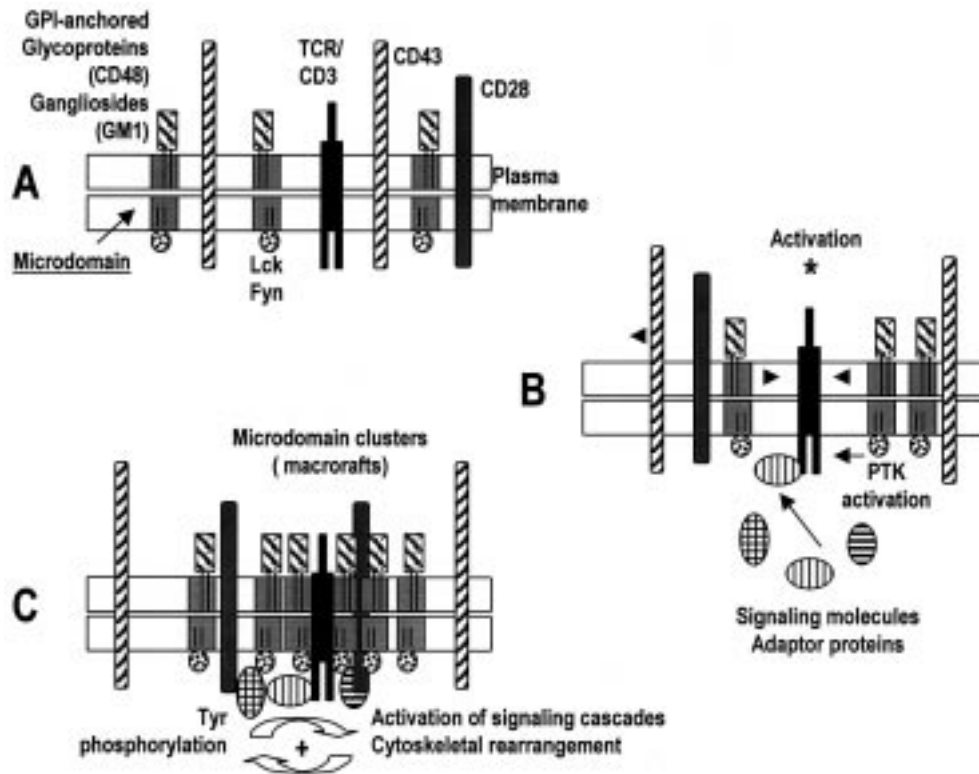 GPI-anchored
Glycoproteins
(CD48)
Gangliosides
(GM1)
TCR/
CD3
CD43
CD28
A
Plasma
membrane
Microdomain
Lck
Fyn
Activation
*
B
PTK
activation
Signaling molecules
Adaptor proteins
Microdomain clusters
( macrorafts)
C
Tyr
phosphorylation
+
Activation of signaling cascades
Cytoskeletal rearrangement